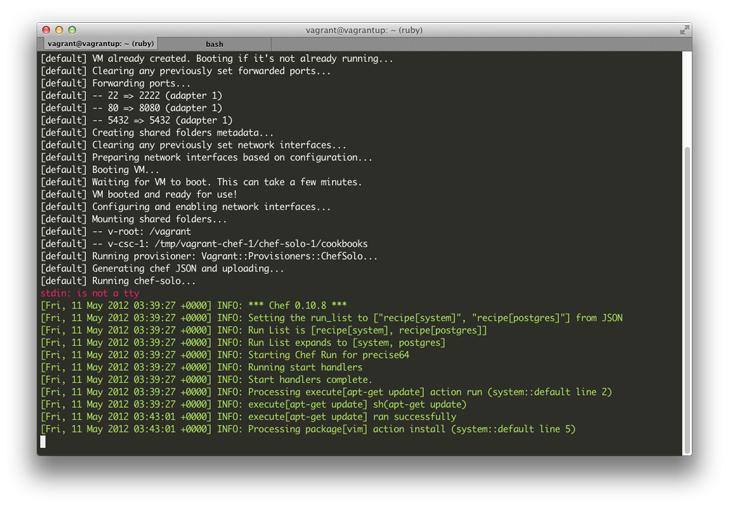 vagrant@vagrantup: ~ (ruby)
vagrant@vagrantup: ~ (ruby)
bash
[default] VM already created. Booting if it's not already running...
[default] Clearing any previously set forwarded ports...
[default] Forwarding ports...
[default] -- 22 => 2222 (adapter 1)
[default] -- 80 => 8080 (adapter 1)
[default] -- 5432 => 5432 (adapter 1)
[default] Creating shared folders metadata...
[default] Clearing any previously set network interfaces...
[default] Preparing network interfaces based on configuration...
[default] Booting VM...
[default] Waiting for VM to boot. This can take a few minutes.
[default] VM booted and ready for use!
[default] Configuring and enabling network interfaces...
[default] Mounting shared folders...
[default] -- v-root: /vagrant
[default] -- v-csc-1: /tmp/vagrant-chef-1/chef-solo-1/cookbooks
[default] Running provisioner: Vagrant::Provisioners::ChefSolo...
[default] Generating chef JSON and uploading...
[default] Running chef-solo...
stdin: is not a tty
[Fri, 11 May 2012 03:39:27 +0000] INFO: *** Chef 0.10.8 ***
[Fri, 11 May 2012 03:39:27 +0000] INFO: Setting the run_list to ["recipe[system]", "recipe[postgres]"] from JSON
[Fri, 11 May 2012 03:39:27 +0000] INFO: Run List is [recipe[system], recipe[postgres]]
[Fri, 11 May 2012 03:39:27 +0000] INFO: Run List expands to [system, postgres]
[Fri, 11 May 2012 03:39:27 +0000] INFO: Starting Chef Run for precise64
[Fri, 11 May 2012 03:39:27 +0000] INFO: Running start handlers
[Fri, 11 May 2012 03:39:27 +0000] INFO: Start handlers complete.
[Fri, 11 May 2012 03:39:27 +0000] INFO: Processing execute[apt-get update] action run (system::default line 2)
[Fri, 11 May 2012 03:39:27 +0000] INFO: execute[apt-get update] sh(apt-get update)
[Fri, 11 May 2012 03:43:01 +0000] INFO: execute[apt-get update] ran successfully
[Fri, 11 May 2012 03:43:01 +0000] INFO: Processing package[vim] action install (system::default line 5)